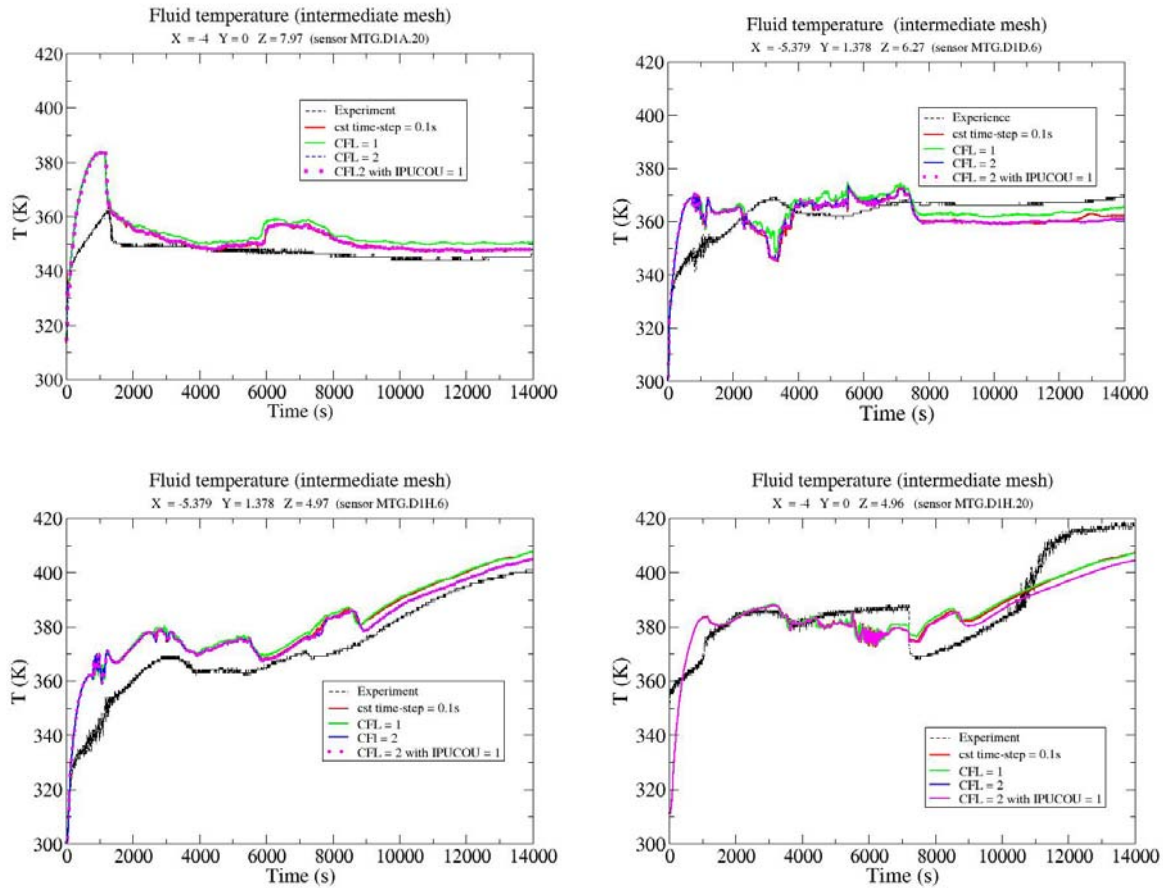 Fluid temperature (intermediate mesh)
X = -4 Y = 0 Z = 7.97 (sensor MTG.D1A.20)
420
400
380
360
340
320
300
T (K)
Experiment
cst time-step = 0.1s
CFL = 1
CFL = 2
CFL2 with IPUCOU = 1
0 2000 4000 6000 8000 10000 12000 14000
Time (s)
Fluid temperature (intermediate mesh)
X = -5.379 Y = 1.378 Z = 6.27 (sensor MTG.D1D.6)
420
400
380
360
340
320
300
T (K)
Experience
cst time-step = 0.1s
CFL = 1
CFL = 2
CFL = 2 with IPUCOU = 1
0 2000 4000 6000 8000 10000 12000 14000
Time (s)
Fluid temperature (intermediate mesh)
X = -5.379 Y = 1.378 Z = 4.97 (sensor MTG.D1H.6)
420
400
380
360
340
320
300
T (K)
Experiment
cst time-step = 0.1s
CFL = 1
CFl = 2
CFL = 2 with IPUCOU = 1
0 2000 4000 6000 8000 10000 12000 14000
Time (s)
Fluid temperature (intermediate mesh)
X = -4 Y = 0 Z = 4.96 (sensor MTG.D1H.20)
420
400
380
360
340
320
300
T (K)
Experiment
cst time-step = 0.1s
CFL = 1
CFL = 2
CFL = 2 with IPUCOU = 1
0 2000 4000 6000 8000 10000 12000 14000
Time (s)